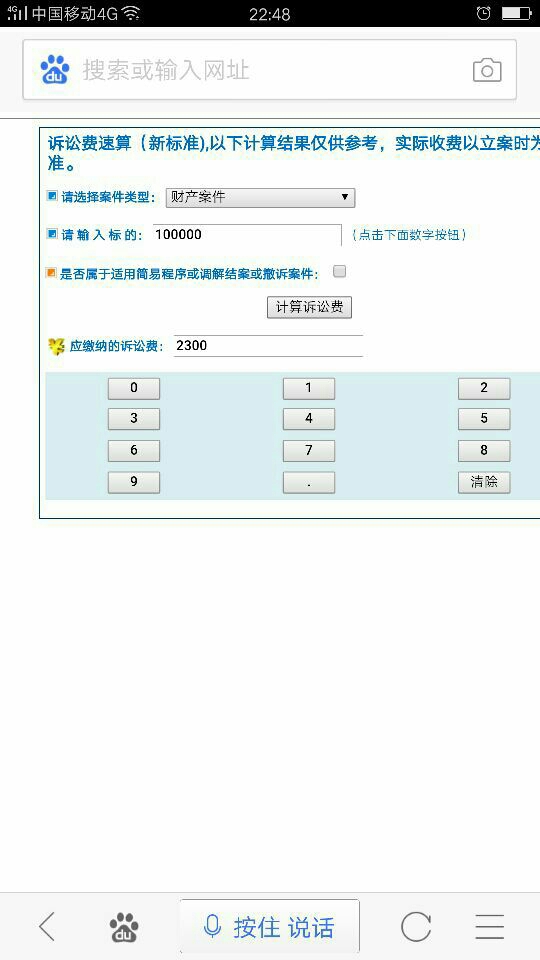 4G 中国移动4G 22:48
du 搜索或输入网址
诉讼费速算（新标准),以下计算结果仅供参考，实际收费以立案时为
准。
请选择案件类型： 财产案件 ▼
请 输 入 标 的： 100000 （点击下面数字按钮）
是否属于适用简易程序或调解结案或撤诉案件：
计算诉讼费
应缴纳的诉讼费： 2300
0 1 2
3 4 5
6 7 8
9 . 清除
du 按住 说话